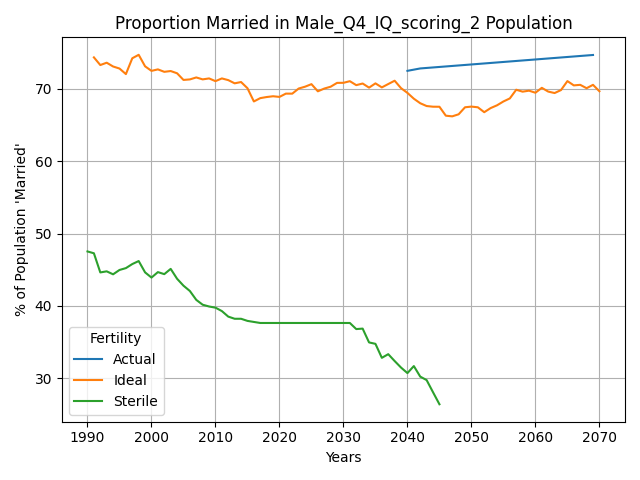 Proportion Married in Male_Q4_IQ_scoring_2 Population
% of Population 'Married'
70
60
50
40
30
Fertility
Actual
Ideal
Sterile
1990 2000 2010 2020 2030 2040 2050 2060 2070
Years